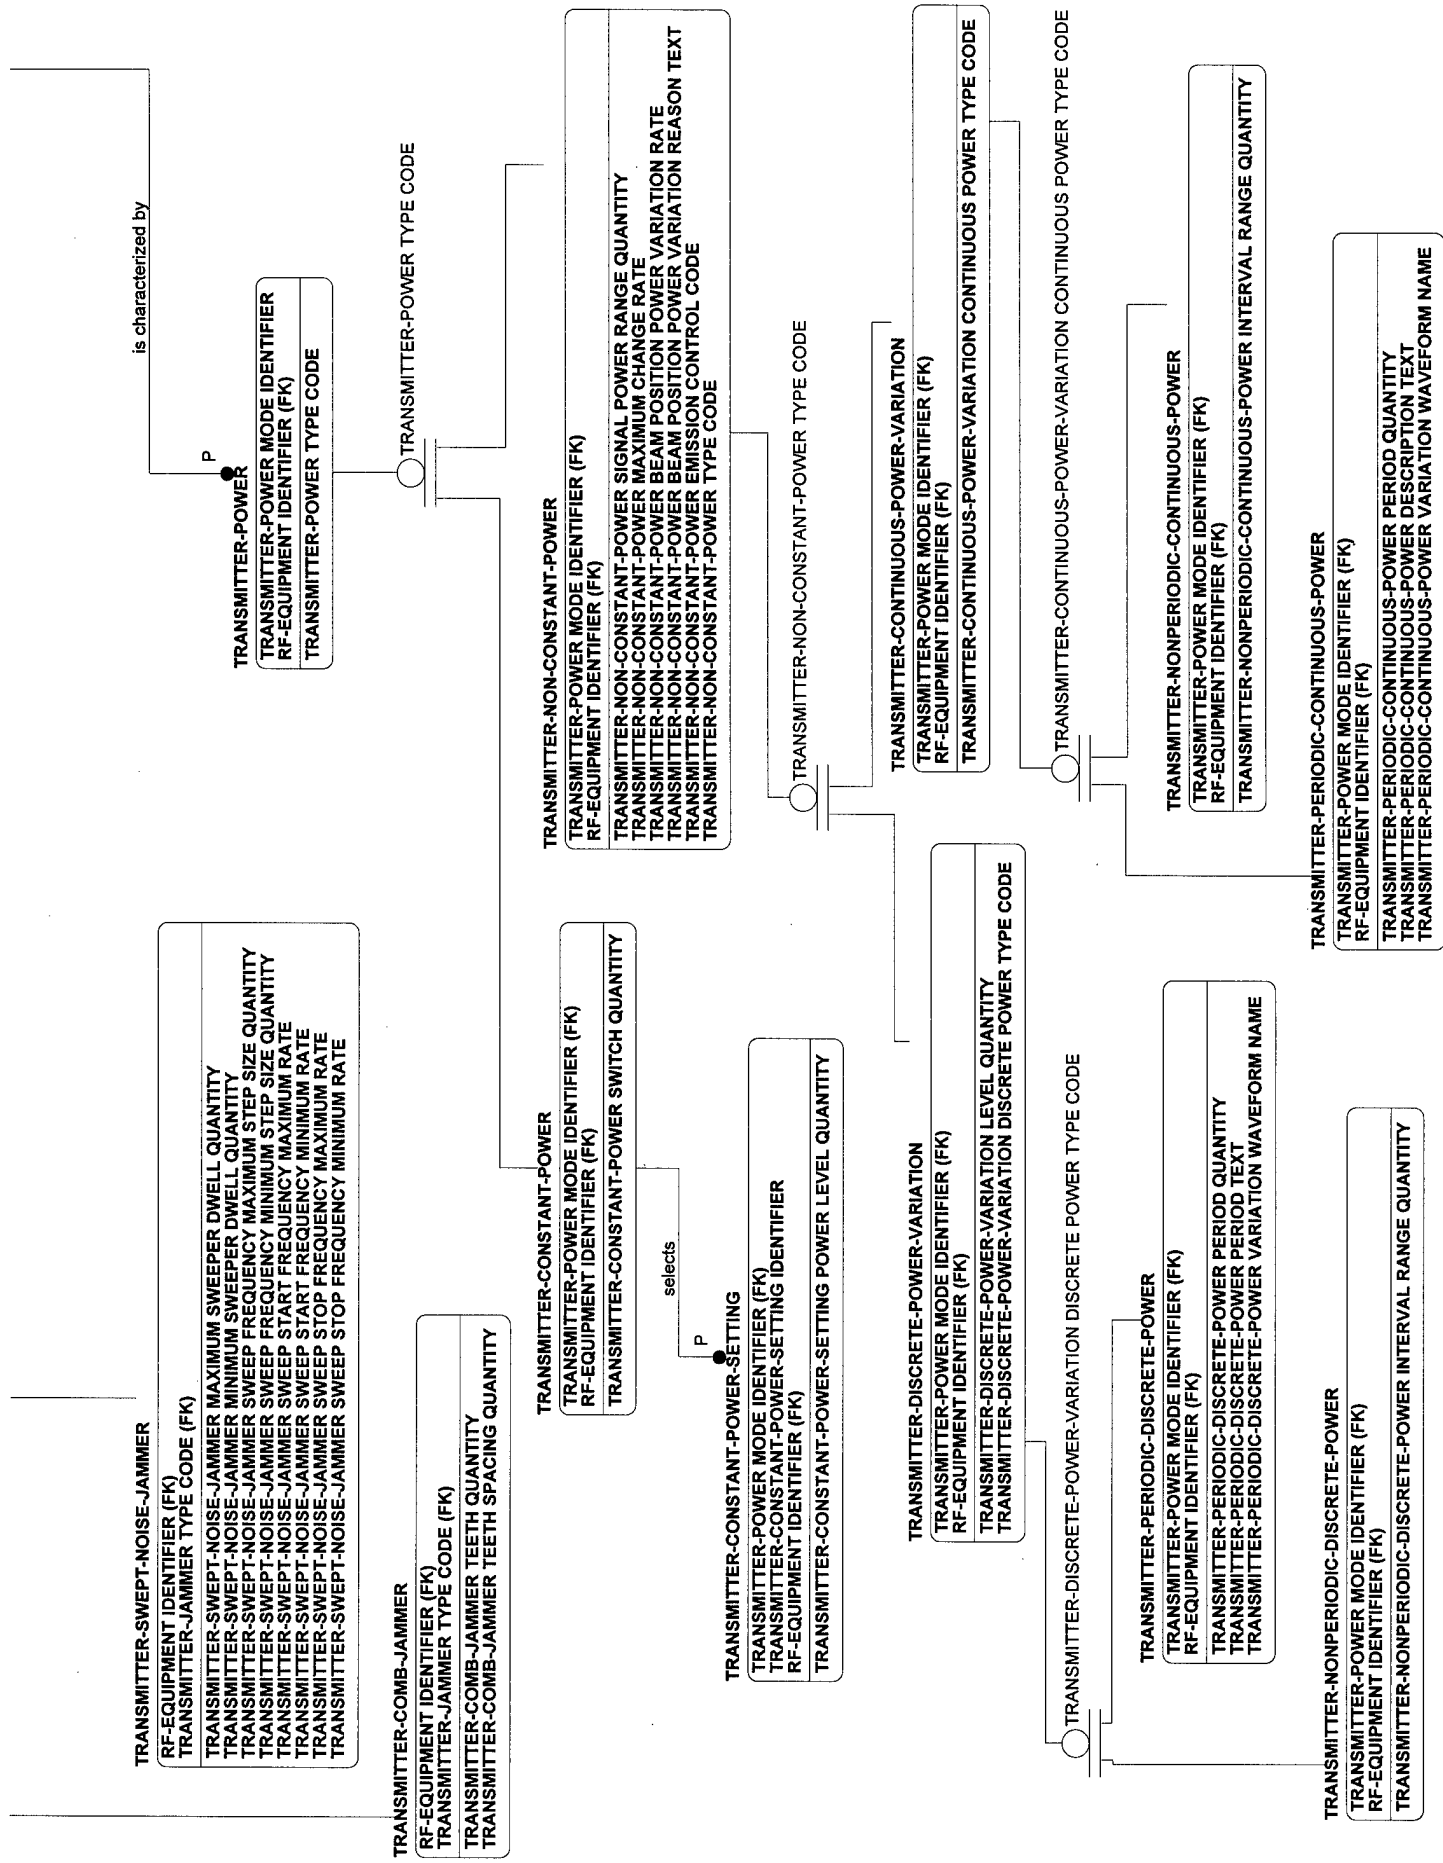 TRANSMITTER-SWEPT-NOISE-JAMMER
RF-EQUIPMENT IDENTIFIER (FK)
TRANSMITTER-JAMMER TYPE CODE (FK)
TRANSMITTER-SWEPT-NOISE-JAMMER MAXIMUM SWEEPER DWELL QUANTITY
TRANSMITTER-SWEPT-NOISE-JAMMER MINIMUM SWEEPER DWELL QUANTITY
TRANSMITTER-SWEPT-NOISE-JAMMER SWEEP FREQUENCY MAXIMUM STEP SIZE QUANTITY
TRANSMITTER-SWEPT-NOISE-JAMMER SWEEP FREQUENCY MINIMUM STEP SIZE QUANTITY
TRANSMITTER-SWEPT-NOISE-JAMMER SWEEP START FREQUENCY MAXIMUM RATE
TRANSMITTER-SWEPT-NOISE-JAMMER SWEEP START FREQUENCY MINIMUM RATE
TRANSMITTER-SWEPT-NOISE-JAMMER SWEEP STOP FREQUENCY MAXIMUM RATE
TRANSMITTER-SWEPT-NOISE-JAMMER SWEEP STOP FREQUENCY MINIMUM RATE
TRANSMITTER-COMB-JAMMER
RF-EQUIPMENT IDENTIFIER (FK)
TRANSMITTER-JAMMER TYPE CODE (FK)
TRANSMITTER-COMB-JAMMER TEETH QUANTITY
TRANSMITTER-COMB-JAMMER TEETH SPACING QUANTITY
is characterized by
P
TRANSMITTER-POWER
TRANSMITTER-POWER MODE IDENTIFIER
RF-EQUIPMENT IDENTIFIER (FK)
TRANSMITTER-POWER TYPE CODE
TRANSMITTER-POWER TYPE CODE
TRANSMITTER-CONSTANT-POWER
TRANSMITTER-POWER MODE IDENTIFIER (FK)
RF-EQUIPMENT IDENTIFIER (FK)
TRANSMITTER-CONSTANT-POWER SWITCH QUANTITY
selects
P
TRANSMITTER-CONSTANT-POWER-SETTING
TRANSMITTER-POWER MODE IDENTIFIER (FK)
TRANSMITTER-CONSTANT-POWER-SETTING IDENTIFIER
RF-EQUIPMENT IDENTIFIER (FK)
TRANSMITTER-CONSTANT-POWER-SETTING POWER LEVEL QUANTITY
TRANSMITTER-NON-CONSTANT-POWER
TRANSMITTER-POWER MODE IDENTIFIER (FK)
RF-EQUIPMENT IDENTIFIER (FK)
TRANSMITTER-NON-CONSTANT-POWER SIGNAL POWER RANGE QUANTITY
TRANSMITTER-NON-CONSTANT-POWER MAXIMUM CHANGE RATE
TRANSMITTER-NON-CONSTANT-POWER BEAM POSITION POWER VARIATION RATE
TRANSMITTER-NON-CONSTANT-POWER BEAM POSITION POWER VARIATION REASON TEXT
TRANSMITTER-NON-CONSTANT-POWER EMISSION CONTROL CODE
TRANSMITTER-NON-CONSTANT-POWER TYPE CODE
TRANSMITTER-NON-CONSTANT-POWER TYPE CODE
TRANSMITTER-DISCRETE-POWER-VARIATION
TRANSMITTER-POWER MODE IDENTIFIER (FK)
RF-EQUIPMENT IDENTIFIER (FK)
TRANSMITTER-DISCRETE-POWER-VARIATION LEVEL QUANTITY
TRANSMITTER-DISCRETE-POWER-VARIATION DISCRETE POWER TYPE CODE
TRANSMITTER-DISCRETE-POWER-VARIATION DISCRETE POWER TYPE CODE
TRANSMITTER-PERIODIC-DISCRETE-POWER
TRANSMITTER-POWER MODE IDENTIFIER (FK)
RF-EQUIPMENT IDENTIFIER (FK)
TRANSMITTER-PERIODIC-DISCRETE-POWER PERIOD QUANTITY
TRANSMITTER-PERIODIC-DISCRETE-POWER PERIOD TEXT
TRANSMITTER-PERIODIC-DISCRETE-POWER VARIATION WAVEFORM NAME
TRANSMITTER-NONPERIODIC-DISCRETE-POWER
TRANSMITTER-POWER MODE IDENTIFIER (FK)
RF-EQUIPMENT IDENTIFIER (FK)
TRANSMITTER-NONPERIODIC-DISCRETE-POWER INTERVAL RANGE QUANTITY
TRANSMITTER-CONTINUOUS-POWER-VARIATION
TRANSMITTER-POWER MODE IDENTIFIER (FK)
RF-EQUIPMENT IDENTIFIER (FK)
TRANSMITTER-CONTINUOUS-POWER-VARIATION CONTINUOUS POWER TYPE CODE
TRANSMITTER-CONTINUOUS-POWER-VARIATION CONTINUOUS POWER TYPE CODE
TRANSMITTER-NONPERIODIC-CONTINUOUS-POWER
TRANSMITTER-POWER MODE IDENTIFIER (FK)
RF-EQUIPMENT IDENTIFIER (FK)
TRANSMITTER-NONPERIODIC-CONTINUOUS-POWER INTERVAL RANGE QUANTITY
TRANSMITTER-PERIODIC-CONTINUOUS-POWER
TRANSMITTER-POWER MODE IDENTIFIER (FK)
RF-EQUIPMENT IDENTIFIER (FK)
TRANSMITTER-PERIODIC-CONTINUOUS-POWER PERIOD QUANTITY
TRANSMITTER-PERIODIC-CONTINUOUS-POWER DESCRIPTION TEXT
TRANSMITTER-PERIODIC-CONTINUOUS-POWER VARIATION WAVEFORM NAME